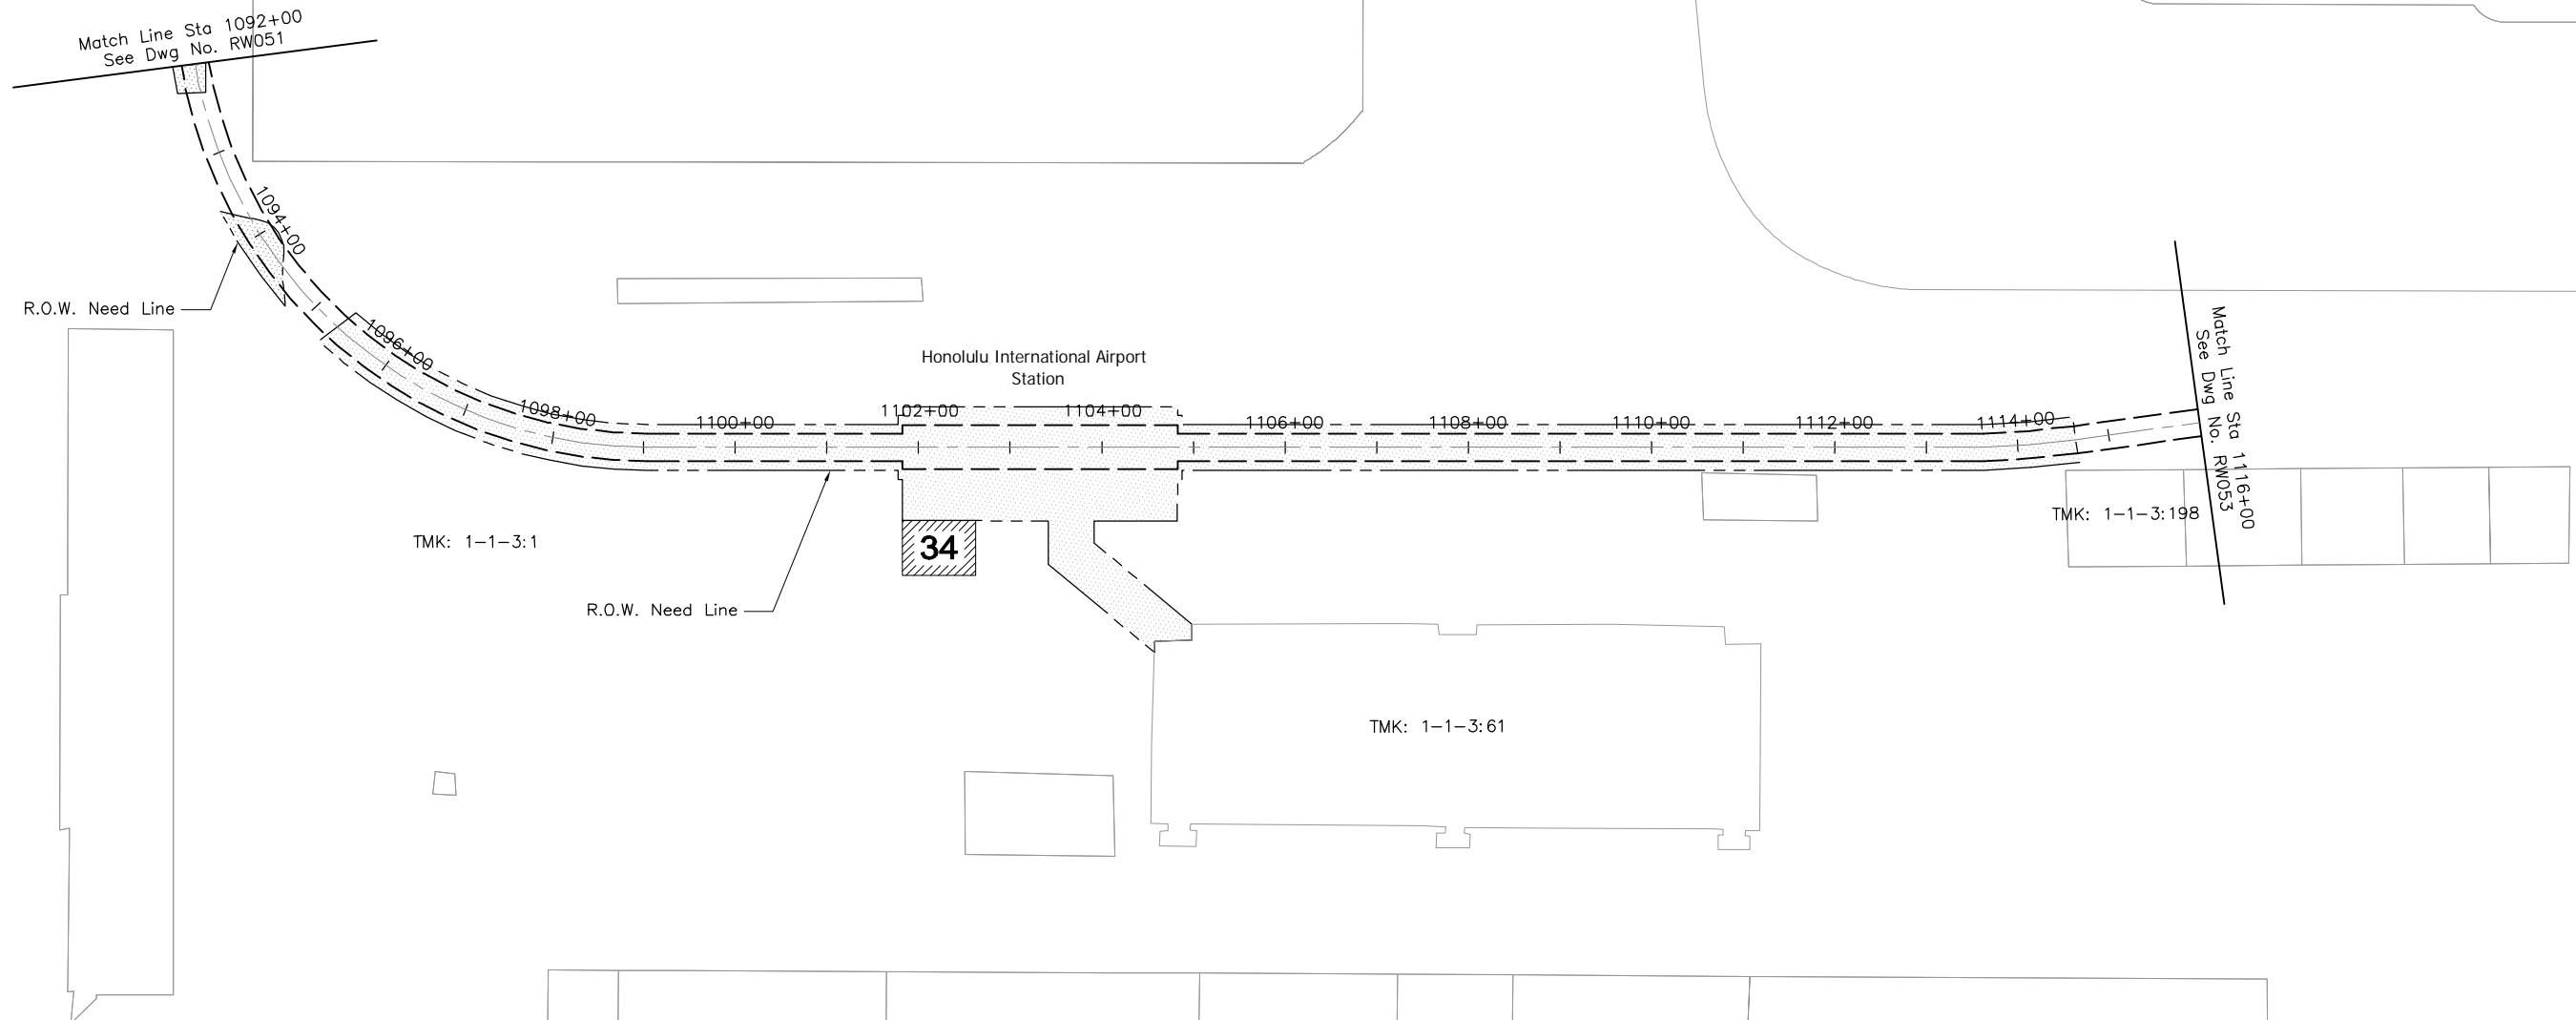 Match Line Sta 1092+00
See Dwg No. RW051
1094+00
R.O.W. Need Line
1096+00
Honolulu International Airport
Station
1098+00
1100+00
1102+00
1104+00
1106+00
1108+00
1110+00
1112+00
1114+00
Match Line Sta 1116+00
See Dwg No. RW053
TMK: 1-1-3:198
TMK: 1-1-3:1
34
R.O.W. Need Line
TMK: 1-1-3:61